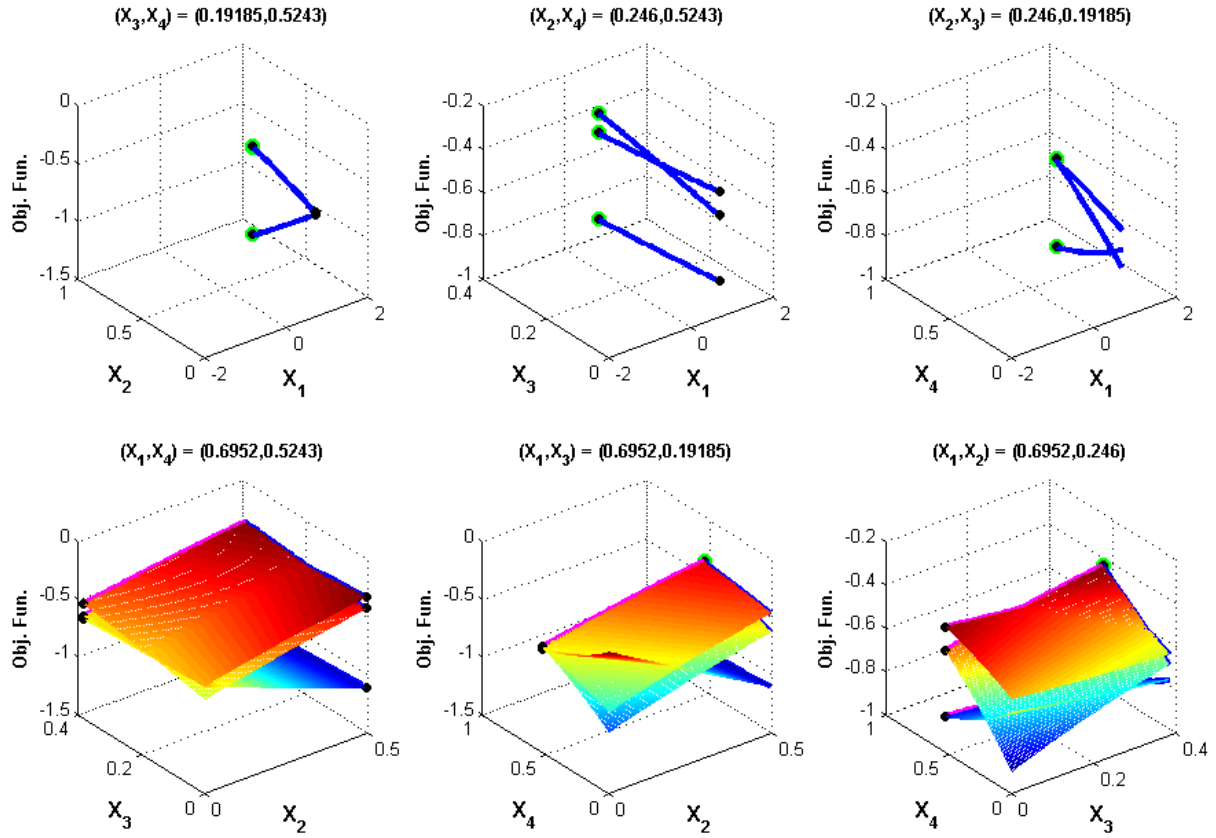 (X3,X4) = (0.19185,0.5243)
(X2,X4) = (0.246,0.5243)
(X2,X3) = (0.246,0.19185)
0
-0.5
-1
-1.5
Obj. Fun.
1
0.5
0
X2
-2
0
2
X1
-0.2
-0.4
-0.6
-0.8
-1
Obj. Fun.
0.4
0.2
0
X3
-2
0
2
X1
-0.2
-0.4
-0.6
-0.8
-1
Obj. Fun.
1
0.5
0
X4
-2
0
2
X1
(X1,X4) = (0.6952,0.5243)
(X1,X3) = (0.6952,0.19185)
(X1,X2) = (0.6952,0.246)
0
-0.5
-1
-1.5
Obj. Fun.
0.4
0.2
0
X3
0
0.5
X2
0
-0.5
-1
-1.5
Obj. Fun.
1
0.5
0
X4
0
0.5
X2
-0.2
-0.4
-0.6
-0.8
-1
Obj. Fun.
1
0.5
0
X4
0
0.2
0.4
X3